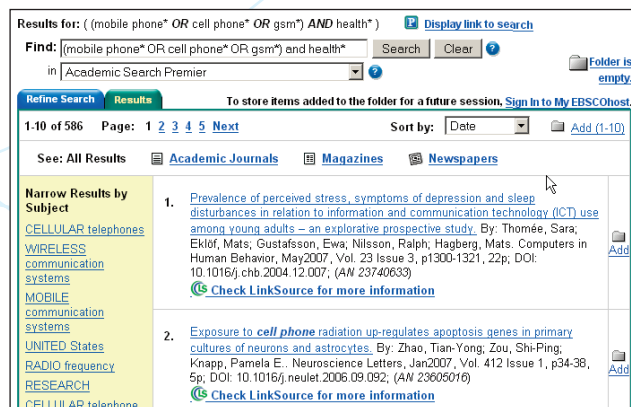 Results for: ( (mobile phone* OR cell phone* OR gsm*) AND health* ) P Display link to search
Find: (mobile phone* OR cell phone* OR gsm*) and health* Search Clear ?
in Academic Search Premier ?
Folder is
empty.
Refine Search Results To store items added to the folder for a future session, Sign In to My EBSCOhost.
1-10 of 586 Page: 1 2 3 4 5 Next Sort by: Date Add (1-10)
See: All Results Academic Journals Magazines Newspapers
Narrow Results by
Subject
CELLULAR telephones
WIRELESS
communication
systems
MOBILE
communication
systems
UNITED States
RADIO frequency
RESEARCH
CELLULAR telephone
1. Prevalence of perceived stress, symptoms of depression and sleep
disturbances in relation to information and communication technology (ICT) use
among young adults – an explorative prospective study. By: Thomée, Sara;
Eklöf, Mats; Gustafsson, Ewa; Nilsson, Ralph; Hagberg, Mats. Computers in
Human Behavior, May2007, Vol. 23 Issue 3, p1300-1321, 22p; DOI:
10.1016/j.chb.2004.12.007; (AN 23740633)
LS Check LinkSource for more information
Add
2. Exposure to cell phone radiation up-regulates apoptosis genes in primary
cultures of neurons and astrocytes. By: Zhao, Tian-Yong; Zou, Shi-Ping;
Knapp, Pamela E.. Neuroscience Letters, Jan2007, Vol. 412 Issue 1, p34-38,
5p; DOI: 10.1016/j.neulet.2006.09.092; (AN 23605016)
LS Check LinkSource for more information
Add